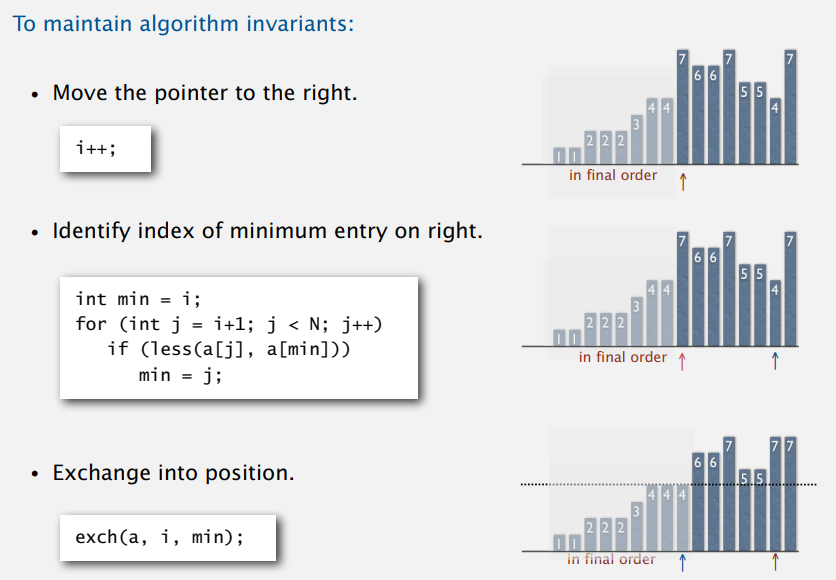 To maintain algorithm invariants:
• Move the pointer to the right.
i++;
1 1 2 2 2 3 4 4 7 6 6 7 5 5 4 7
in final order
• Identify index of minimum entry on right.
int min = i;
for (int j = i+1; j < N; j++)
if (less(a[j], a[min]))
min = j;
1 1 2 2 2 3 4 4 7 6 6 7 5 5 4 7
in final order
• Exchange into position.
exch(a, i, min);
1 1 2 2 2 3 4 4 4 6 6 7 5 5 7 7
in final order